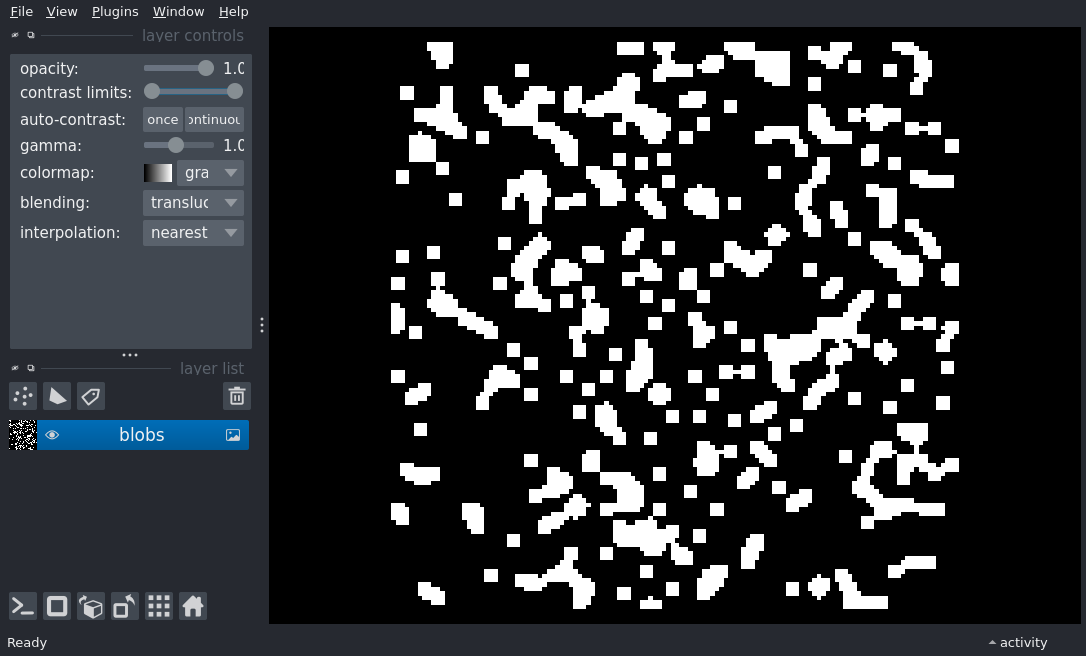 File View Plugins Window Help
layer controls
opacity: 1.0
contrast limits:
auto-contrast: once ontinuou
gamma: 1.0
colormap: gra
blending: transluc
interpolation: nearest
layer list
blobs
Ready
activity